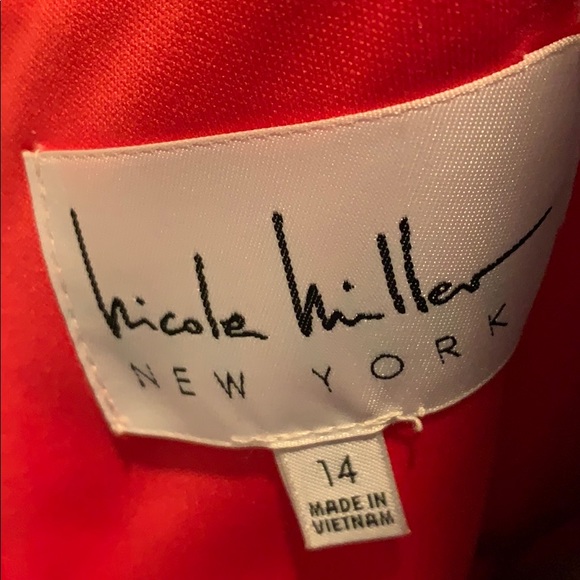 nicole miller
NEW YORK
14
MADE IN
VIETNAM